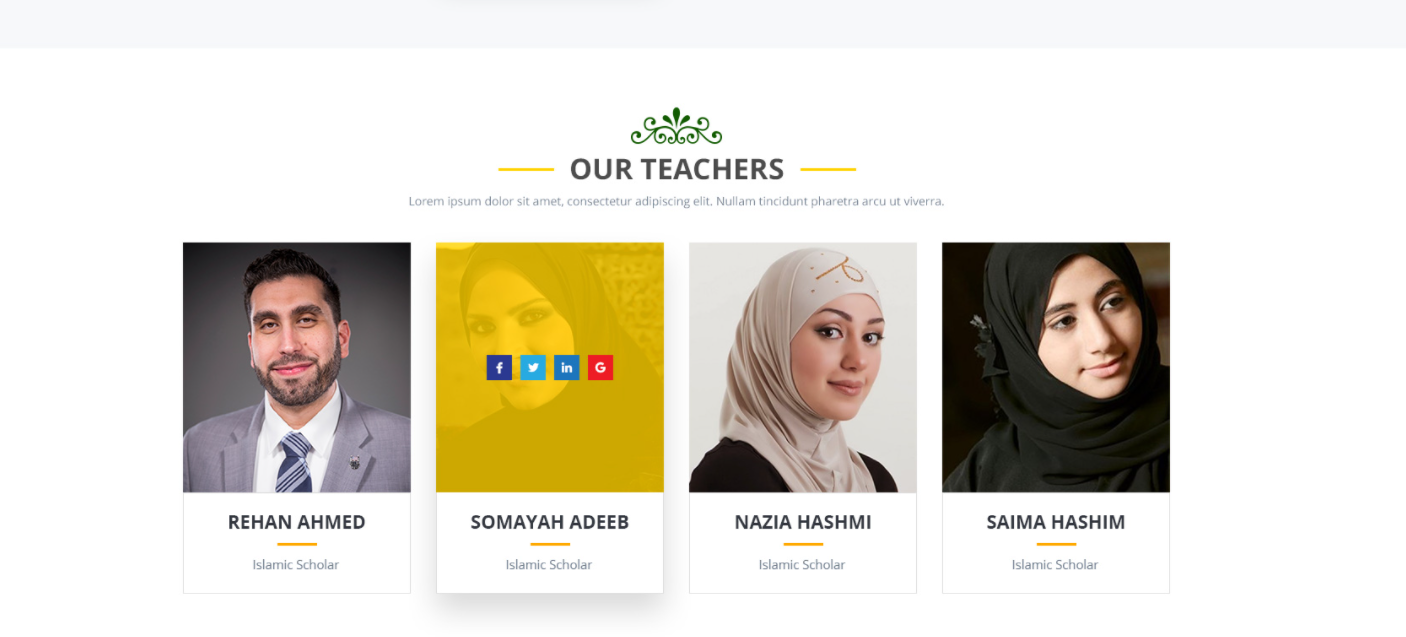 OUR TEACHERS
Lorem ipsum dolor sit amet, consectetur adipiscing elit. Nullam tincidunt pharetra arcu ut viverra.
f in G
REHAN AHMED
SOMAYAH ADEEB
NAZIA HASHMI
SAIMA HASHIM
Islamic Scholar
Islamic Scholar
Islamic Scholar
Islamic Scholar